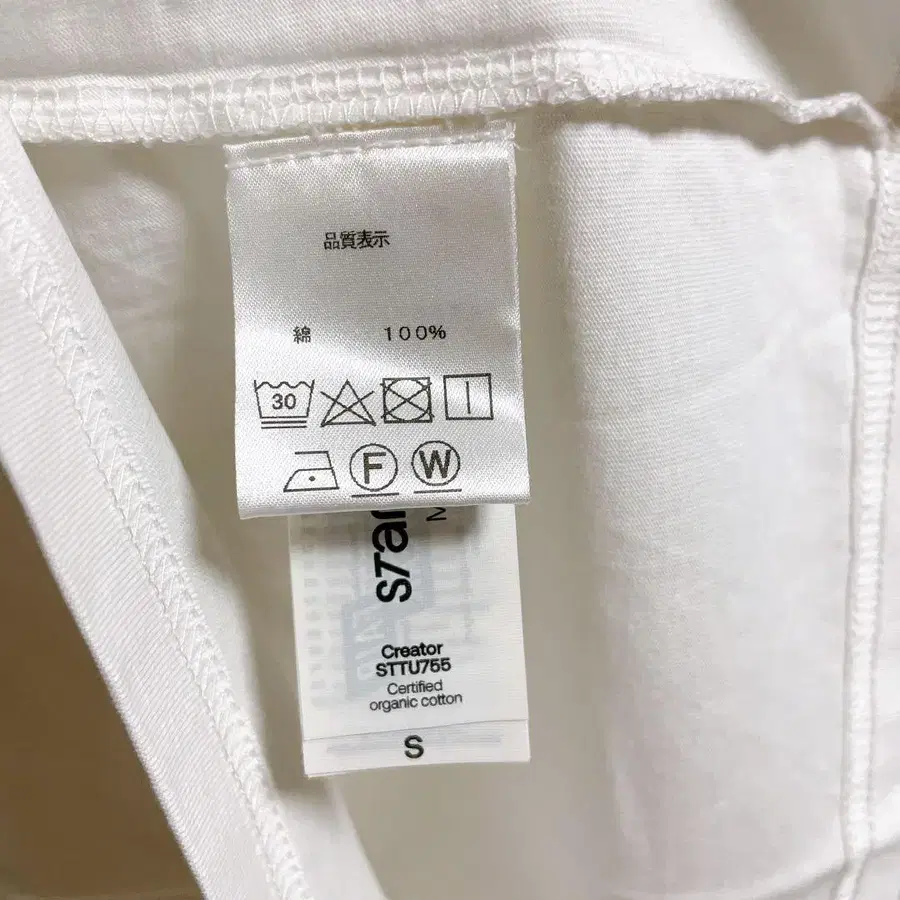 品質表示
綿 100%
30
F W
Creator
STTU755
Certified
organic cotton
S